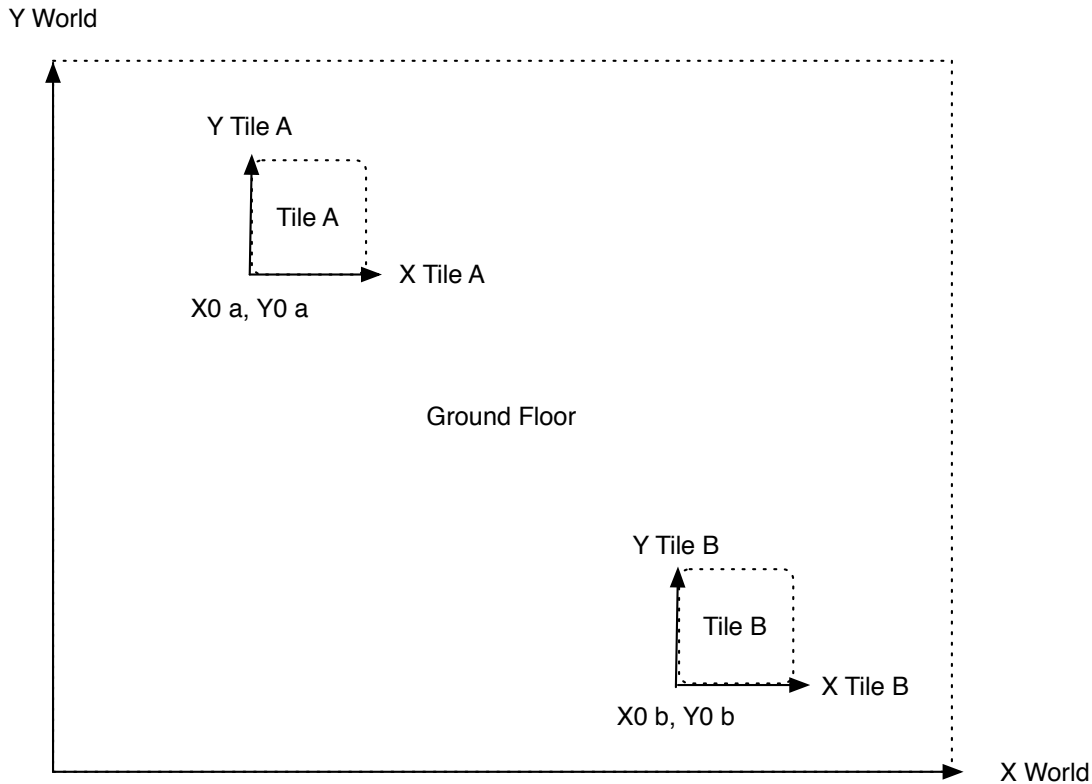 Y World
Y Tile A
Tile A
X Tile A
X0 a, Y0 a
Ground Floor
Y Tile B
Tile B
X Tile B
X0 b, Y0 b
X World